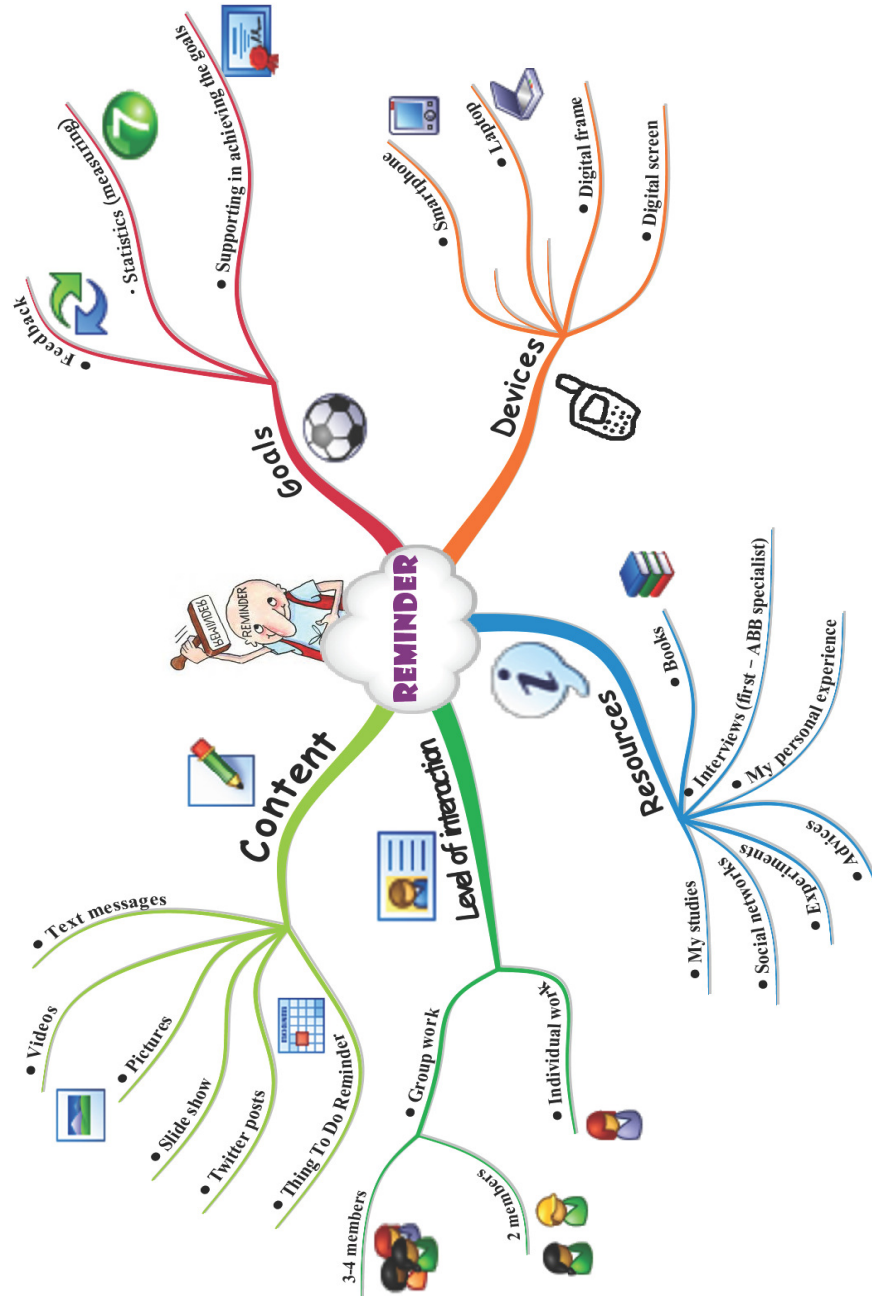 REMINDER
REMINDER
REMINDER
Goals
• Feedback
· Statistics (measuring)
• Supporting in achieving the goals
Devices
• Smartphone
• Laptop
• Digital frame
• Digital screen
Resources
• Books
• Interviews (first – ABB specialist)
• My personal experience
• Advices
• Experiments
• Social networks
• My studies
Level of interaction
• Individual work
• Group work
2 members
3-4 members
Content
• Thing To Do Reminder
• Twitter posts
• Slide show
• Pictures
• Videos
• Text messages